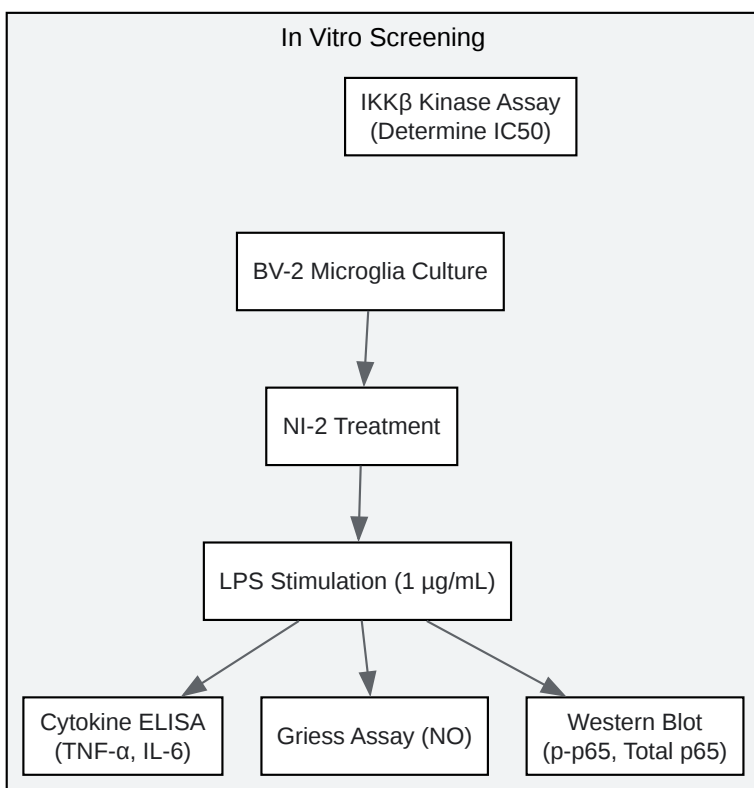 In Vitro Screening
IKKβ Kinase Assay
(Determine IC50)
BV-2 Microglia Culture
NI-2 Treatment
LPS Stimulation (1 µg/mL)
Cytokine ELISA
(TNF-α, IL-6)
Griess Assay (NO)
Western Blot
(p-p65, Total p65)